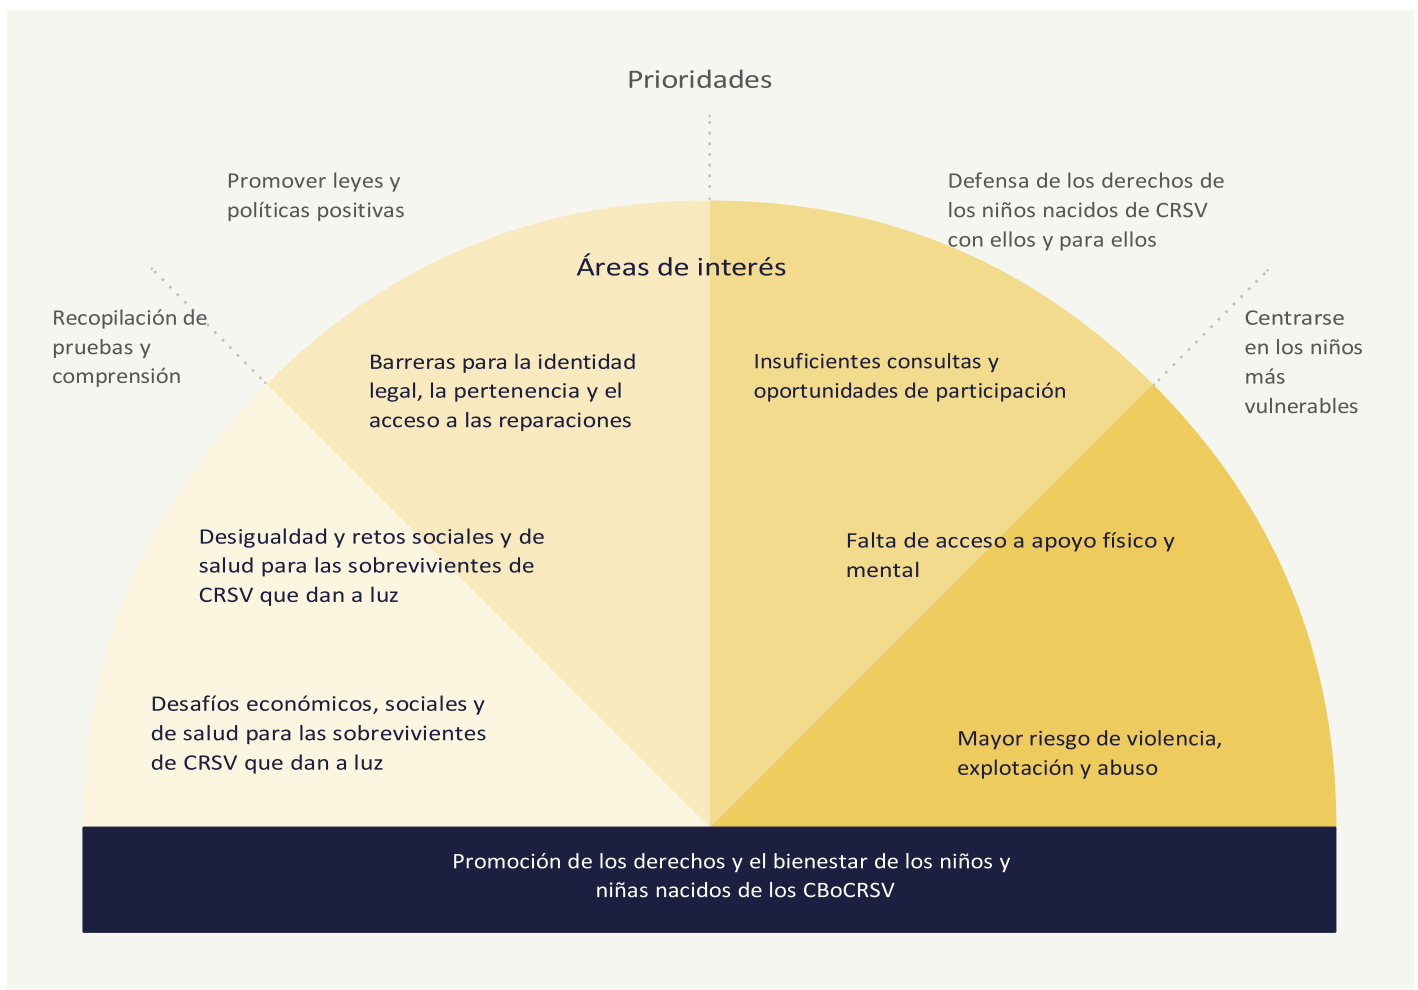 Prioridades
Promover leyes y
políticas positivas
Defensa de los derechos de
los niños nacidos de CRSV
con ellos y para ellos
Áreas de interés
Recopilación de
pruebas y
comprensión
Centrarse
en los niños
más
vulnerables
Barreras para la identidad
legal, la pertenencia y el
acceso a las reparaciones
Insuficientes consultas y
oportunidades de participación
Desigualdad y retos sociales y de
salud para las sobrevivientes de
CRSV que dan a luz
Falta de acceso a apoyo físico y
mental
Desafíos económicos, sociales y
de salud para las sobrevivientes
de CRSV que dan a luz
Mayor riesgo de violencia,
explotación y abuso
Promoción de los derechos y el bienestar de los niños y
niñas nacidos de los CBoCRSV